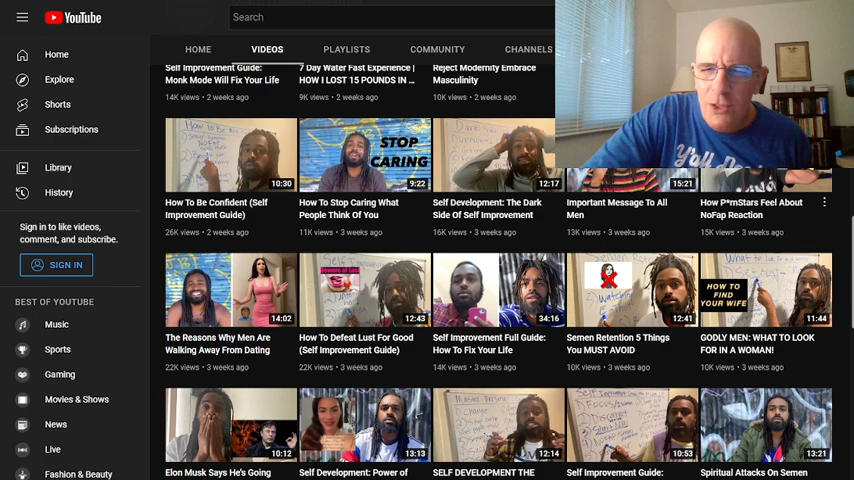 YouTube
Search
HOME VIDEOS PLAYLISTS COMMUNITY CHANNELS
Home
Explore
Shorts
Subscriptions
Library
History
Sign in to like videos,
comment, and subscribe.
SIGN IN
BEST OF YOUTUBE
Music
Sports
Gaming
Movies & Shows
News
Live
Fashion & Beauty
Self Improvement Guide:
Monk Mode Will Fix Your Life
14K views • 2 weeks ago
7 Day Water Fast Experience |
HOW I LOST 15 POUNDS IN ...
9K views • 2 weeks ago
Reject Modernity Embrace
Masculinity
10K views • 2 weeks ago
Y'all
10:30
How To Be Confident (Self
Improvement Guide)
26K views • 2 weeks ago
STOP
CARING
9:22
How To Stop Caring What
People Think Of You
11K views • 3 weeks ago
12:17
Self Development: The Dark
Side Of Self Improvement
16K views • 3 weeks ago
15:21
Important Message To All
Men
13K views • 3 weeks ago
How P*rnStars Feel About
NoFap Reaction
15K views • 3 weeks ago
14:02
The Reasons Why Men Are
Walking Away From Dating
22K views • 3 weeks ago
12:43
How To Defeat Lust For Good
(Self Improvement Guide)
22K views • 3 weeks ago
34:16
Self Improvement Full Guide:
How To Fix Your Life
14K views • 3 weeks ago
12:41
Semen Retention 5 Things
You MUST AVOID
10K views • 3 weeks ago
HOW TO
FIND
YOUR WIFE
11:44
GODLY MEN: WHAT TO LOOK
FOR IN A WOMAN!
10K views • 3 weeks ago
10:12
Elon Musk Says He's Going
13:13
Self Development: Power of
12:14
SELF DEVELOPMENT THE
10:53
Self Improvement Guide:
13:21
Spiritual Attacks On Semen